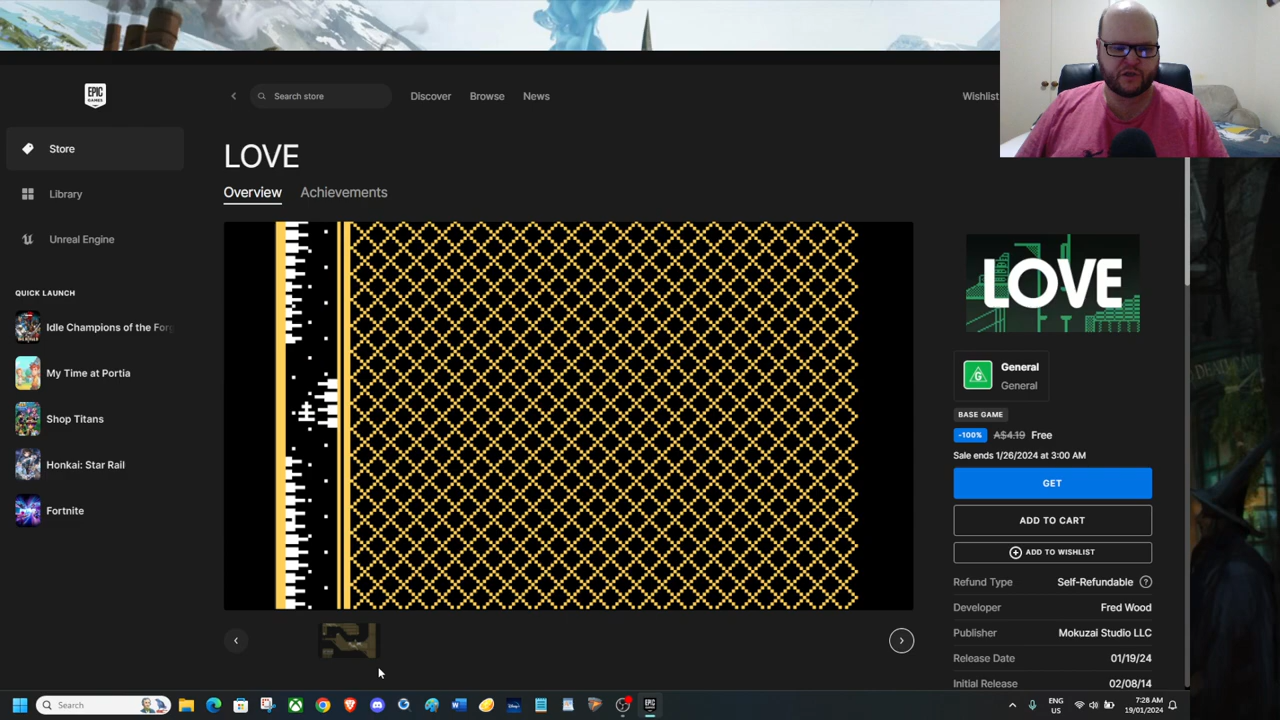 EPIC
GAMES
Search store
Discover
Browse
News
Wishlist
Store
Library
Unreal Engine
QUICK LAUNCH
Idle Champions of the Forg
My Time at Portia
Shop Titans
Honkai: Star Rail
Fortnite
LOVE
Overview
Achievements
LOVE
G
General
General
BASE GAME
-100% A$4.19 Free
Sale ends 1/26/2024 at 3:00 AM
GET
ADD TO CART
ADD TO WISHLIST
Refund Type Self-Refundable ?
Developer Fred Wood
Publisher Mokuzai Studio LLC
Release Date 01/19/24
Initial Release 02/08/14
Search
ENG
US
7:28 AM
19/01/2024